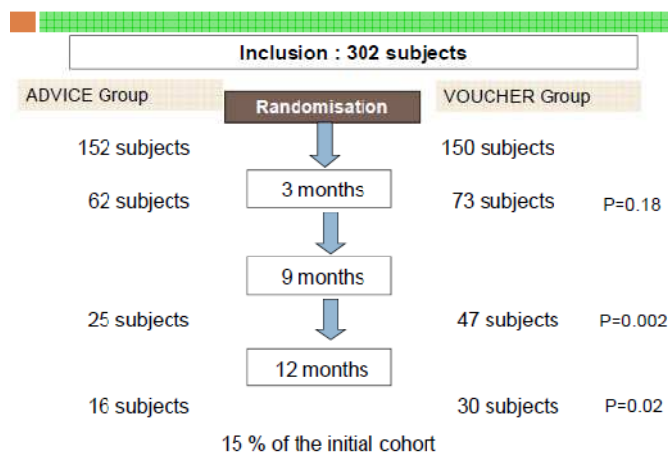 Inclusion : 302 subjects
ADVICE Group
Randomisation
VOUCHER Group
152 subjects
150 subjects
3 months
62 subjects
73 subjects
P=0.18
9 months
25 subjects
47 subjects
P=0.002
12 months
16 subjects
30 subjects
P=0.02
15 % of the initial cohort